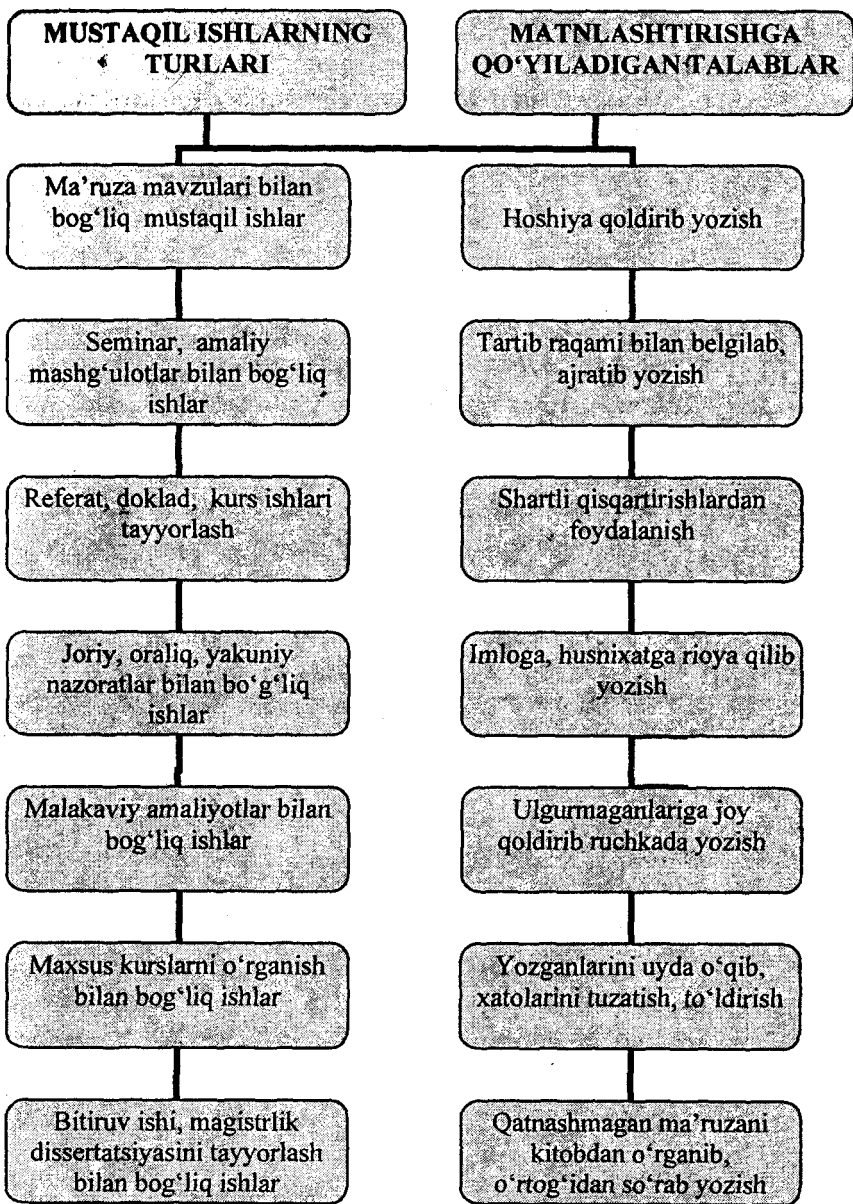 MUSTAQIL ISHLARNING
TURLARI
MATNLASHTIRISHGA
QO‘YILADIGAN TALABLAR
Ma’ruza mavzulari bilan
bog‘liq mustaqil ishlar
Hoshiya qoldirib yozish
Seminar, amaliy
mashg‘ulotlar bilan bog‘liq
ishlar
Tartib raqami bilan belgilab,
ajratib yozish
Referat, doklad, kurs ishlari
tayyorlash
Shartli qisqartirishlardan
foydalanish
Joriy, oraliq, yakuniy
nazoratlar bilan bo‘g‘liq
ishlar
Imloga, husnixatga rioya qilib
yozish
Malakaviy amaliyotlar bilan
bog‘liq ishlar
Ulgurmaganlariga joy
qoldirib ruchkada yozish
Maxsus kurslarni o‘rganish
bilan bog‘liq ishlar
Yozganlarini uyda o‘qib,
xatolarini tuzatish, to‘ldirish
Bitiruv ishi, magistrlik
dissertatsiyasini tayyorlash
bilan bog‘liq ishlar
Qatnashmagan ma’ruzani
kitobdan o‘rganib,
o‘rtog‘idan so‘rab yozish